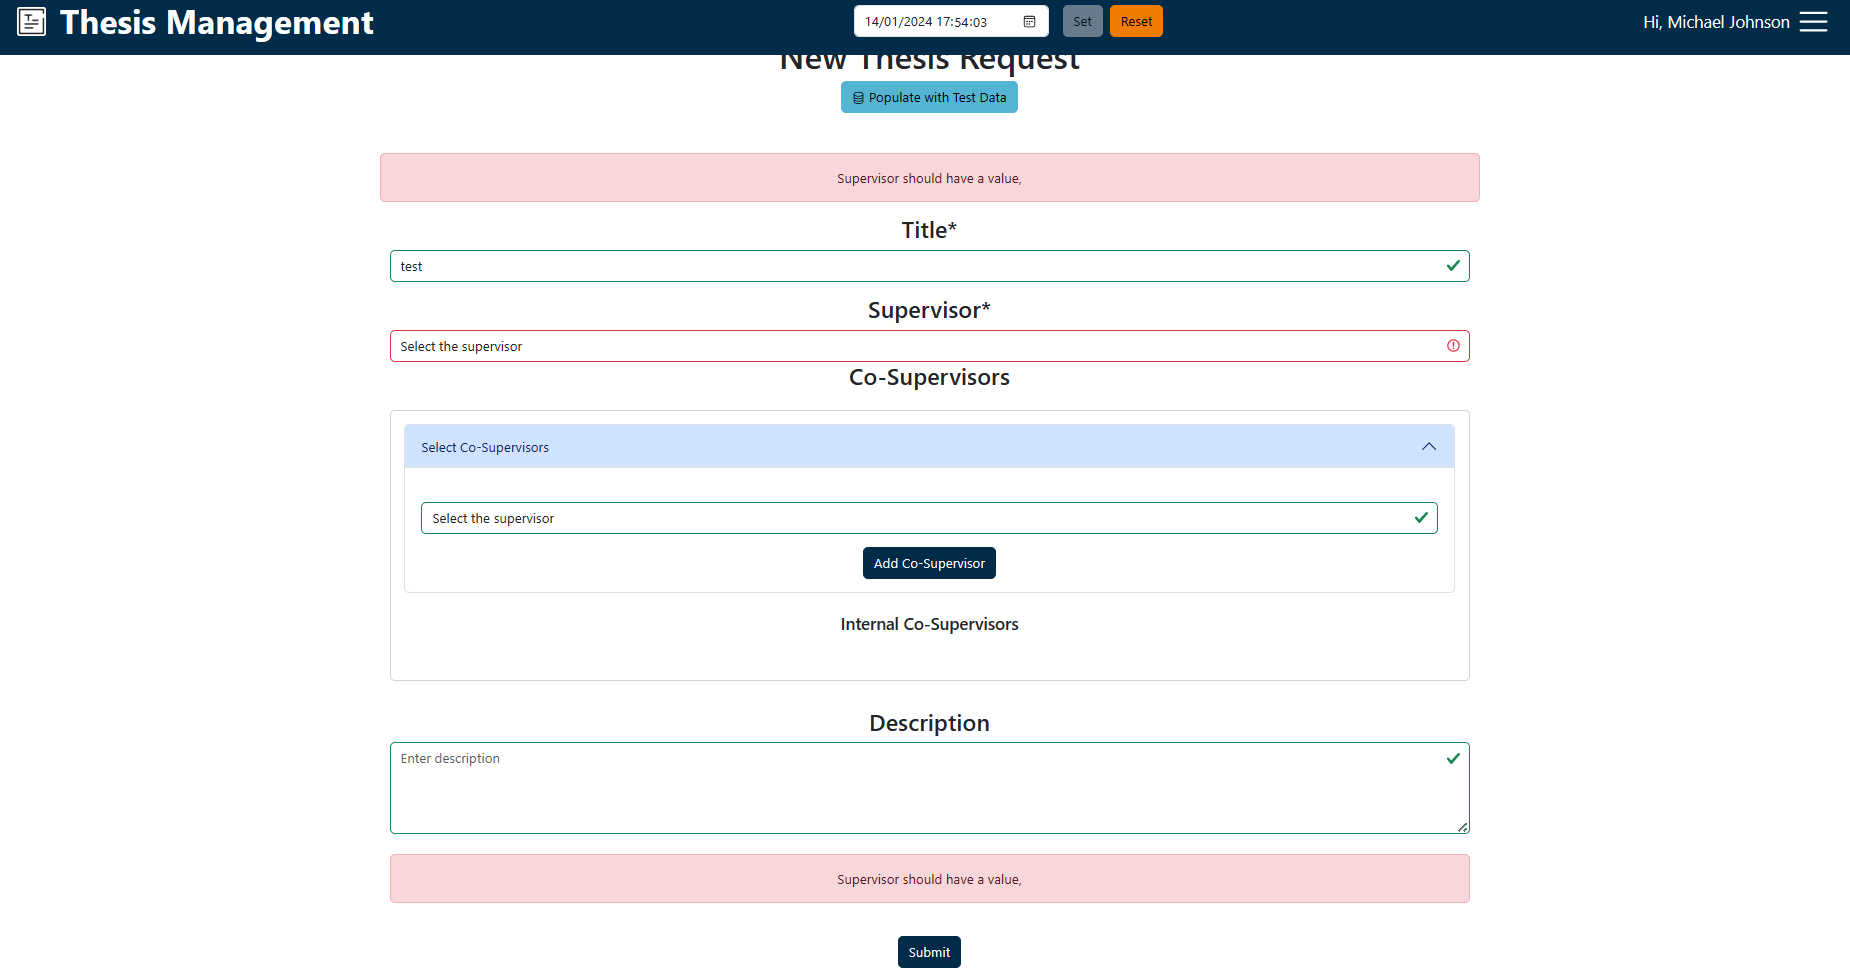 Thesis Management
14/01/2024 17:54:03
Set
Reset
Hi, Michael Johnson
New Thesis Request
Populate with Test Data
Supervisor should have a value,
Title*
test
Supervisor*
Select the supervisor
Co-Supervisors
Select Co-Supervisors
Select the supervisor
Add Co-Supervisor
Internal Co-Supervisors
Description
Enter description
Supervisor should have a value,
Submit